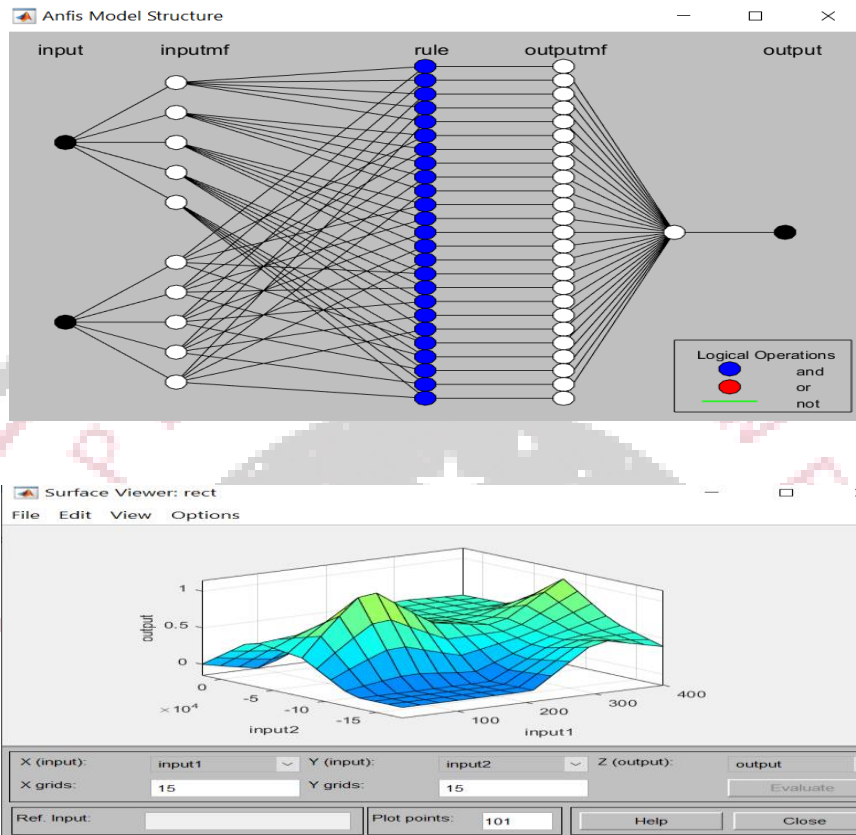 Anfis Model Structure
input inputmf rule outputmf output
Logical Operations
and
or
not
Surface Viewer: rect
File Edit View Options
1
0.5
0
output
0
-5
-10
-15
× 10^4
input2
100
200
300
400
input1
X (input): input1 Y (input): input2 Z (output): output
X grids: 15 Y grids: 15 Evaluate
Ref. Input: Plot points: 101 Help Close